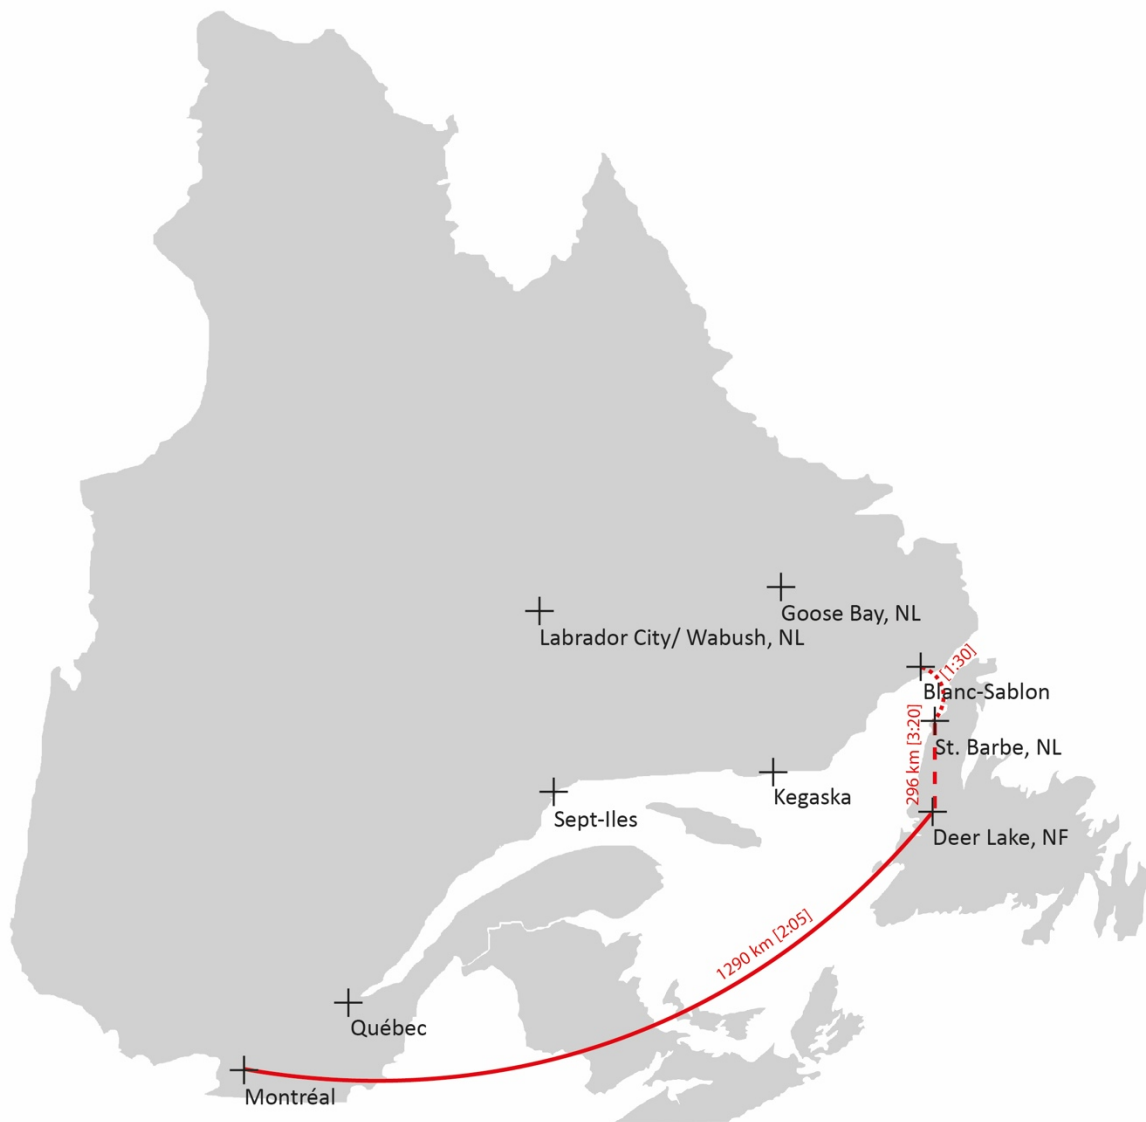 Goose Bay, NL
Labrador City/ Wabush, NL
[1:30]
Blanc-Sablon
296 km [3:20]
St. Barbe, NL
Kegaska
Sept-Iles
Deer Lake, NF
1290 km [2:05]
Québec
Montréal